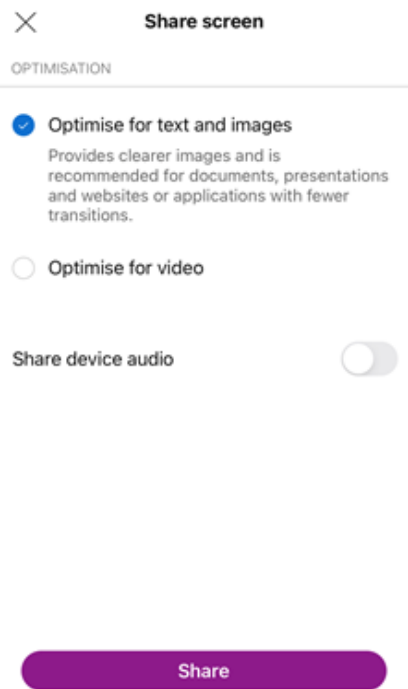 Share screen
OPTIMISATION
Optimise for text and images
Provides clearer images and is
recommended for documents, presentations
and websites or applications with fewer
transitions.
Optimise for video
Share device audio
Share